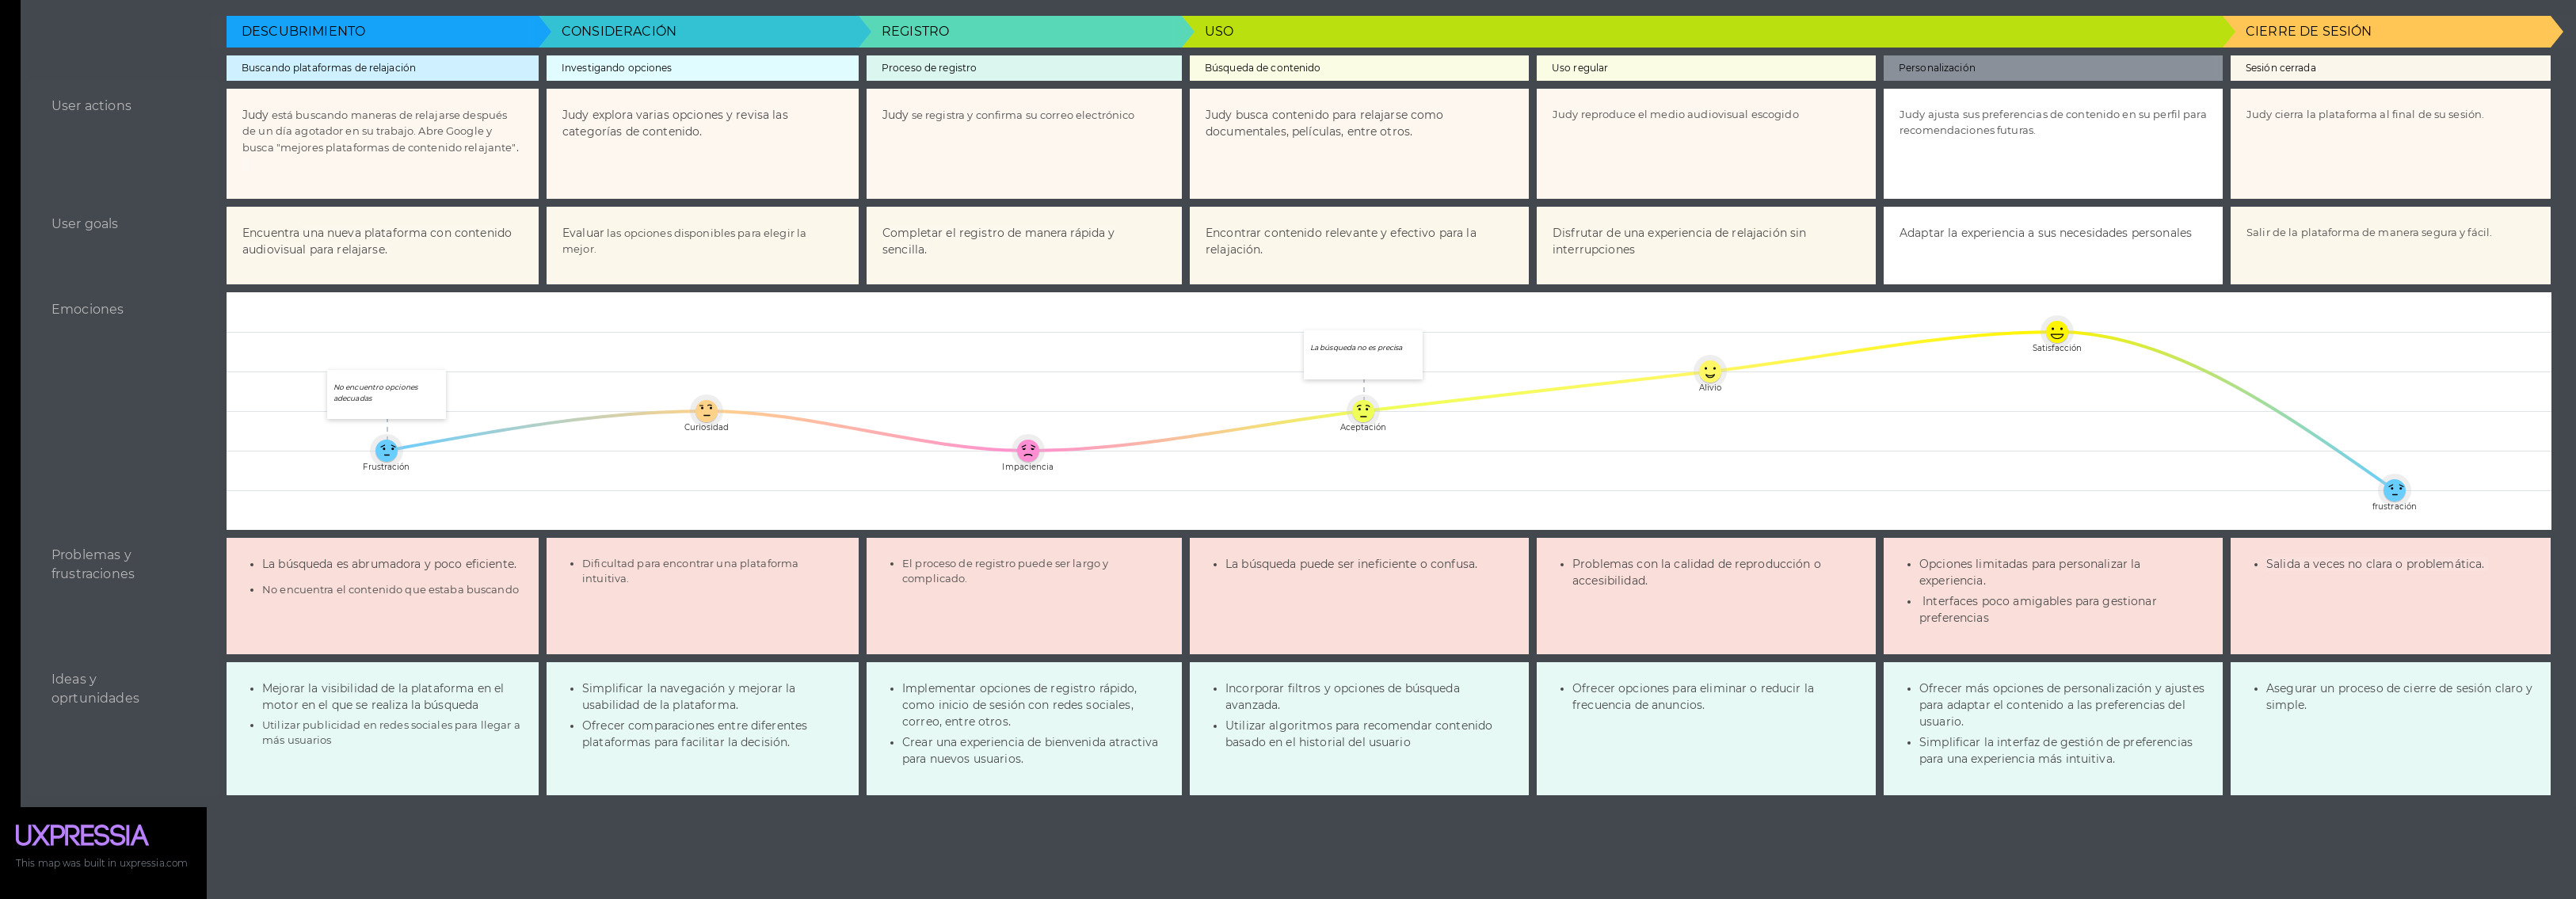 DESCUBRIMIENTO
CONSIDERACIÓN
REGISTRO
USO
CIERRE DE SESIÓN
Buscando plataformas de relajación
Investigando opciones
Proceso de registro
Búsqueda de contenido
Uso regular
Personalización
Sesión cerrada
User actions
Judy está buscando maneras de relajarse después
de un día agotador en su trabajo. Abre Google y
busca "mejores plataformas de contenido relajante".
Judy explora varias opciones y revisa las
categorías de contenido.
Judy se registra y confirma su correo electrónico
Judy busca contenido para relajarse como
documentales, películas, entre otros.
Judy reproduce el medio audiovisual escogido
Judy ajusta sus preferencias de contenido en su perfil para
recomendaciones futuras.
Judy cierra la plataforma al final de su sesión.
User goals
Encuentra una nueva plataforma con contenido
audiovisual para relajarse.
Evaluar las opciones disponibles para elegir la
mejor.
Completar el registro de manera rápida y
sencilla.
Encontrar contenido relevante y efectivo para la
relajación.
Disfrutar de una experiencia de relajación sin
interrupciones
Adaptar la experiencia a sus necesidades personales
Salir de la plataforma de manera segura y fácil.
Emociones
No encuentro opciones
adecuadas
Frustración
Curiosidad
Impaciencia
La búsqueda no es precisa
Aceptación
Alivio
Satisfacción
frustración
Problemas y
frustraciones
• La búsqueda es abrumadora y poco eficiente.
• No encuentra el contenido que estaba buscando
• Dificultad para encontrar una plataforma
intuitiva.
• El proceso de registro puede ser largo y
complicado.
• La búsqueda puede ser ineficiente o confusa.
• Problemas con la calidad de reproducción o
accesibilidad.
• Opciones limitadas para personalizar la
experiencia.
• Interfaces poco amigables para gestionar
preferencias
• Salida a veces no clara o problemática.
Ideas y
oprtunidades
• Mejorar la visibilidad de la plataforma en el
motor en el que se realiza la búsqueda
• Utilizar publicidad en redes sociales para llegar a
más usuarios
• Simplificar la navegación y mejorar la
usabilidad de la plataforma.
• Ofrecer comparaciones entre diferentes
plataformas para facilitar la decisión.
• Implementar opciones de registro rápido,
como inicio de sesión con redes sociales,
correo, entre otros.
• Crear una experiencia de bienvenida atractiva
para nuevos usuarios.
• Incorporar filtros y opciones de búsqueda
avanzada.
• Utilizar algoritmos para recomendar contenido
basado en el historial del usuario
• Ofrecer opciones para eliminar o reducir la
frecuencia de anuncios.
• Ofrecer más opciones de personalización y ajustes
para adaptar el contenido a las preferencias del
usuario.
• Simplificar la interfaz de gestión de preferencias
para una experiencia más intuitiva.
• Asegurar un proceso de cierre de sesión claro y
simple.
UXPRESSIA
This map was built in uxpressia.com